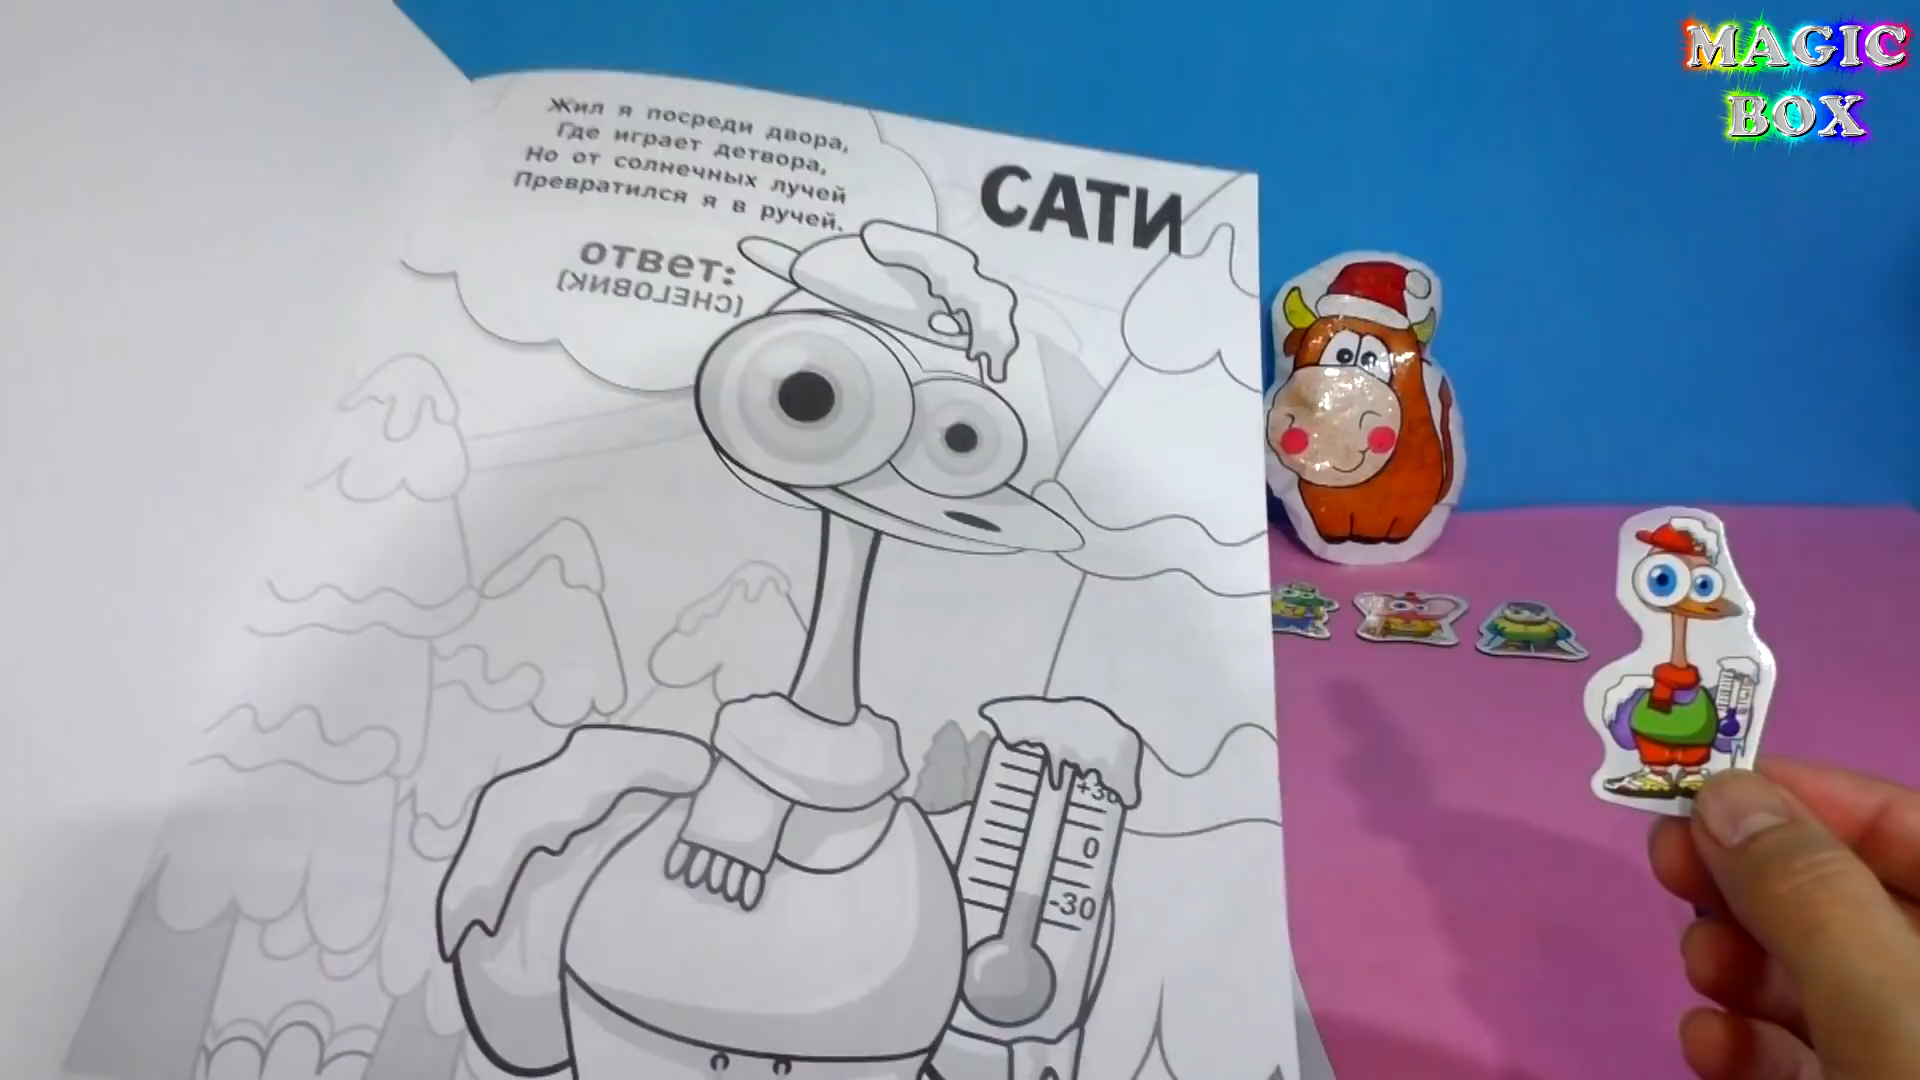 Жил я посреди двора,
Где играет детвора,
Но от солнечных лучей
Превратился я в ручей.
ответ:
(СНЕГОВИК)
САТИ
+30
0
-30
MAGIC
BOX